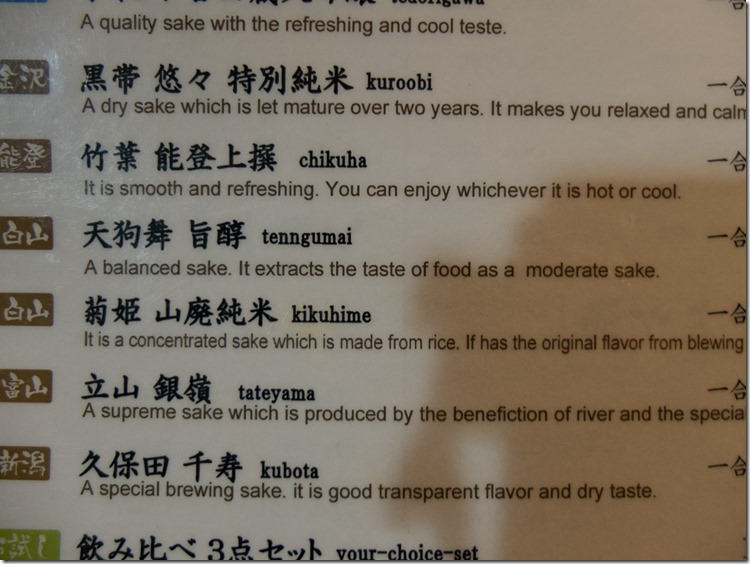 tedorigawa
A quality sake with the refreshing and cool teste.
金沢 黒帯 悠々 特別純米 kuroobi 一合
A dry sake which is let mature over two years. It makes you relaxed and calm
能登 竹葉 能登上撰 chikuha 一合
It is smooth and refreshing. You can enjoy whichever it is hot or cool.
白山 天狗舞 旨醇 tenngumai 一合
A balanced sake. It extracts the taste of food as a moderate sake.
白山 菊姫 山廃純米 kikuhime 一合
It is a concentrated sake which is made from rice. If has the original flavor from blewing
富山 立山 銀嶺 tateyama 一合
A supreme sake which is produced by the benefiction of river and the specia
新潟 久保田 千寿 kubota 一合
A special brewing sake. it is good transparent flavor and dry taste.
お試し 飲み比べ 3点セット your-choice-set